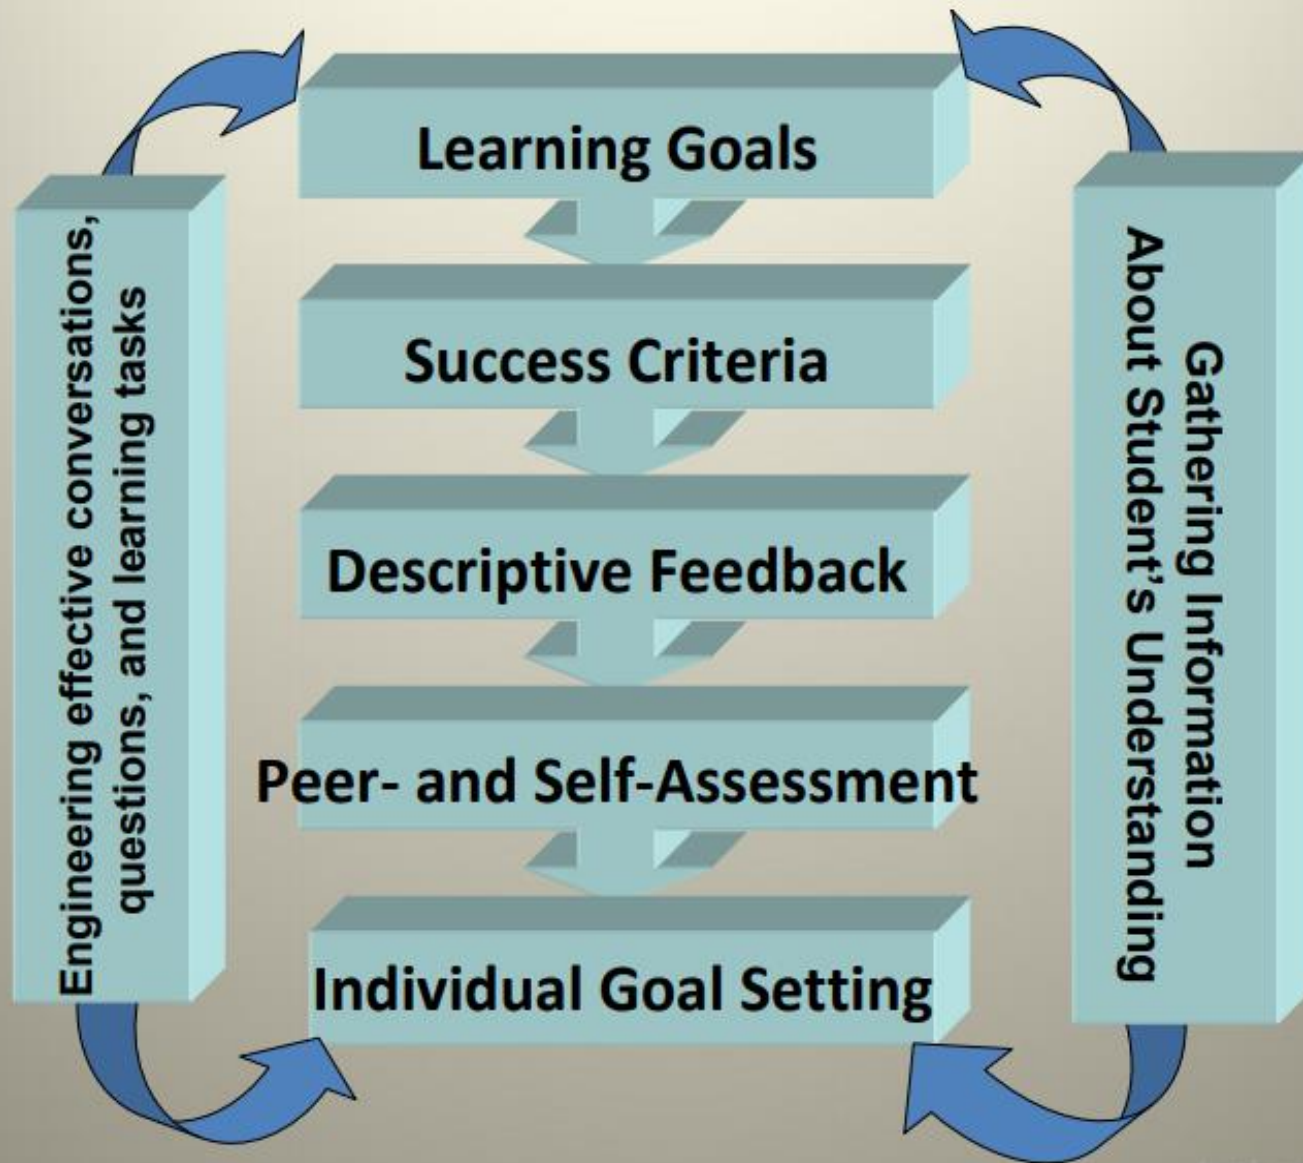 Learning Goals
Success Criteria
Descriptive Feedback
Peer- and Self-Assessment
Individual Goal Setting
Engineering effective conversations,
questions, and learning tasks
Gathering Information
About Student's Understanding